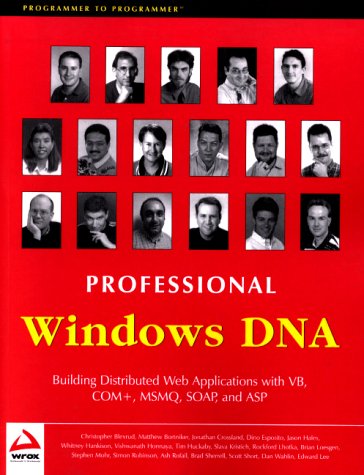 PROGRAMMER TO PROGRAMMER™
PROFESSIONAL
Windows DNA
Building Distributed Web Applications with VB,
COM+, MSMQ, SOAP, and ASP
Christopher Blexrud, Matthew Bortniker, Jonathan Crossland, Dino Esposito, Jason Hales,
Whitney Hankison, Vishwanath Honnaya, Tim Huckaby, Slava Kristich, Rockford Lhotka, Brian Loesgen,
Stephen Mohr, Simon Robinson, Ash Rofail, Brad Sherrell, Scott Short, Dan Wahlin, Edward Lee
wrox